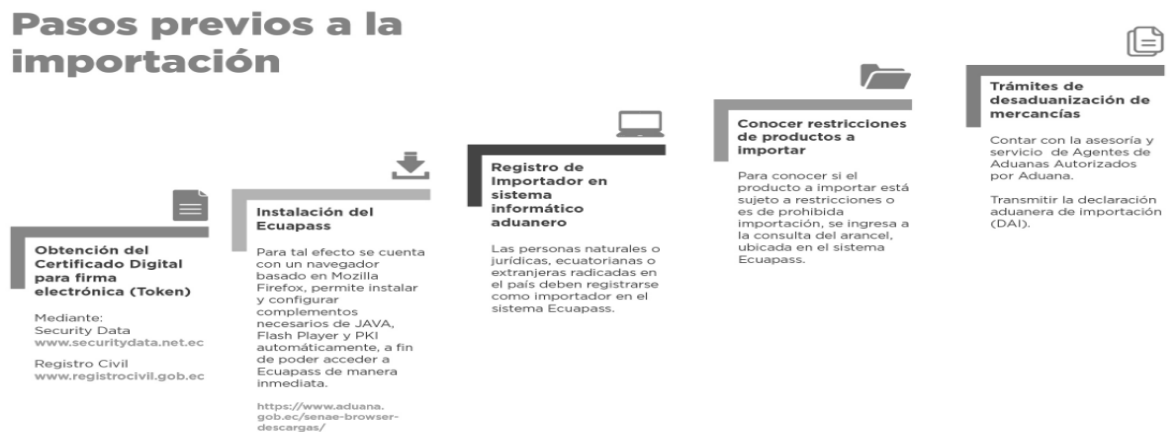 Pasos previos a la
importación
Obtención del
Certificado Digital
para firma
electrónica (Token)
Mediante:
Security Data
www.securitydata.net.ec
Registro Civil
www.registrocivil.gob.ec
Instalación del
Ecuapass
Para tal efecto se cuenta
con un navegador
basado en Mozilla
Firefox, permite instalar
y configurar
complementos
necesarios de JAVA,
Flash Player y PKI
automáticamente, a fin
de poder acceder a
Ecuapass de manera
inmediata.
https://www.aduana.
gob.ec/senae-browser-
descargas/
Registro de
Importador en
sistema
informático
aduanero
Las personas naturales o
jurídicas, ecuatorianas o
extranjeras radicadas en
el país deben registrarse
como importador en el
sistema Ecuapass.
Conocer restricciones
de productos a
importar
Para conocer si el
producto a importar está
sujeto a restricciones o
es de prohibida
importación, se ingresa a
la consulta del arancel,
ubicada en el sistema
Ecuapass.
Trámites de
desaduanización de
mercancías
Contar con la asesoría y
servicio de Agentes de
Aduanas Autorizados
por Aduana.
Transmitir la declaración
aduanera de importación
(DAI).